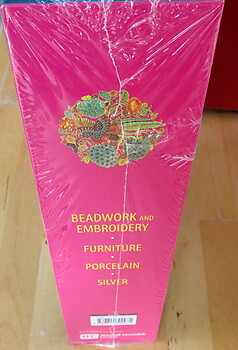 BEADWORK AND
EMBROIDERY
-
FURNITURE
-
PORCELAIN
-
SILVER